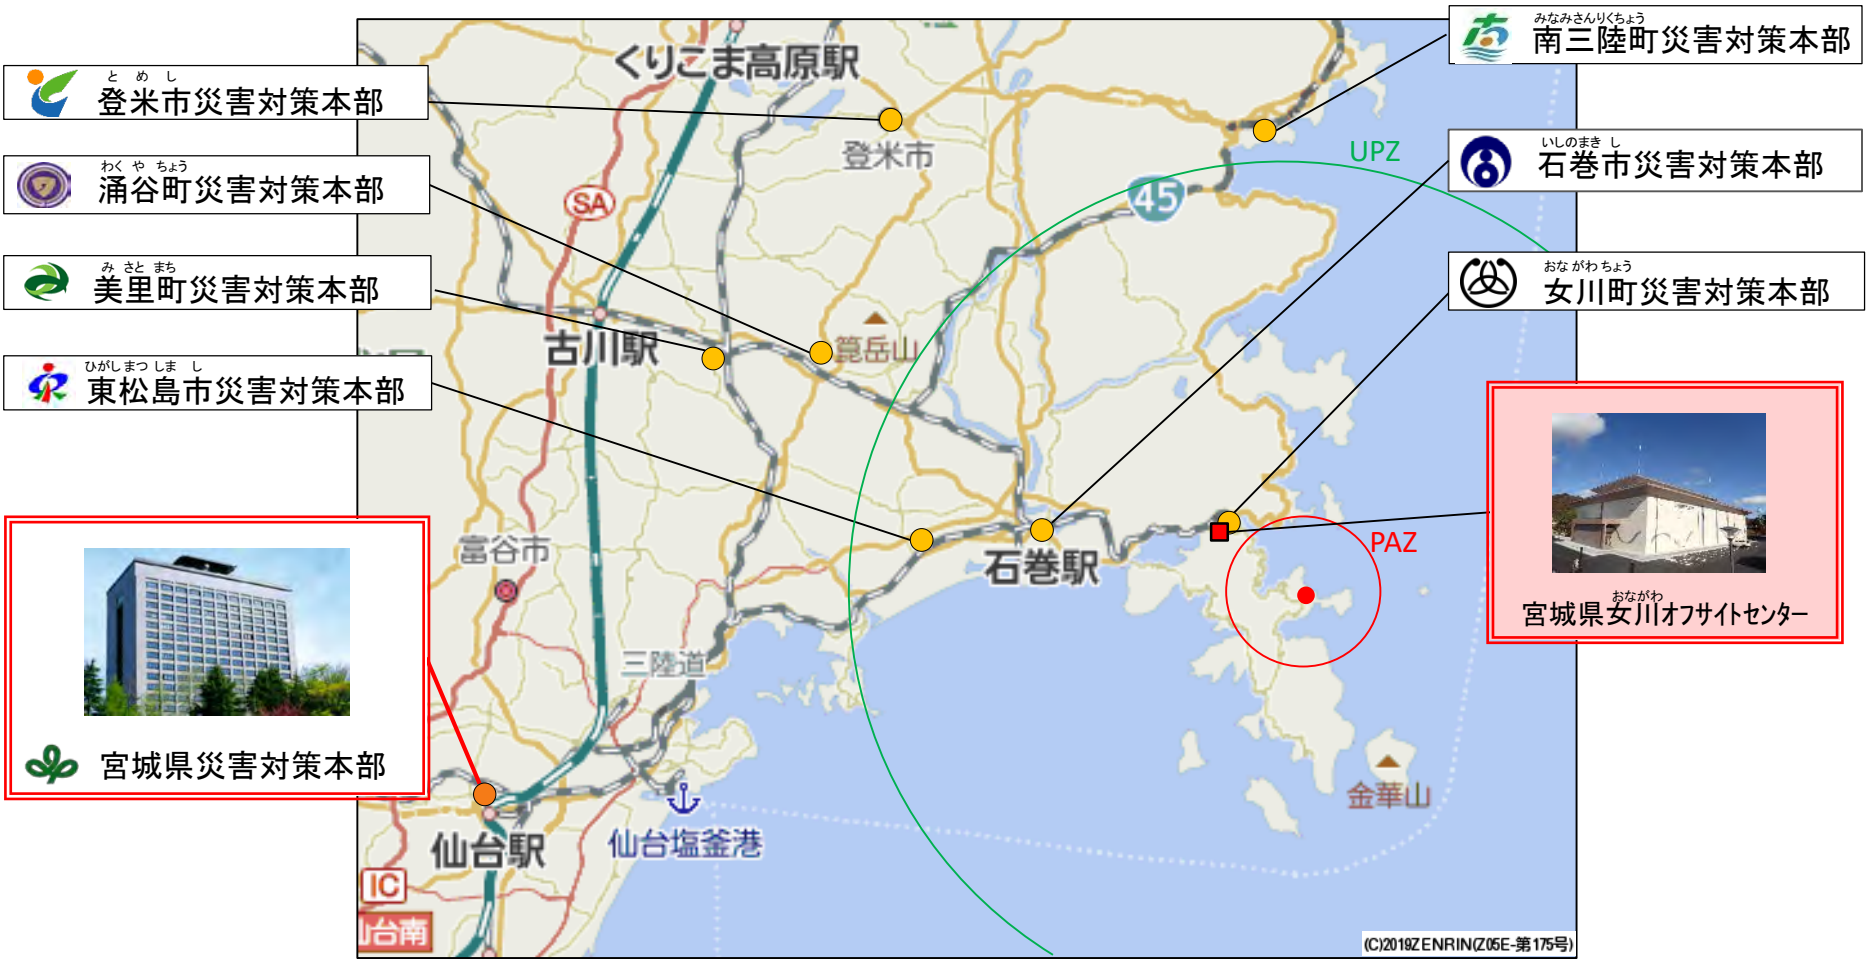 とめし
登米市災害対策本部
わくやちょう
涌谷町災害対策本部
みさとまち
美里町災害対策本部
ひがしまつしまし
東松島市災害対策本部
宮城県災害対策本部
みなみさんりくちょう
南三陸町災害対策本部
いしのまきし
石巻市災害対策本部
おながわちょう
女川町災害対策本部
おながわ
宮城県女川オフサイトセンター
くりこま高原駅
登米市
UPZ
45
SA
古川駅
箆岳山
富谷市
石巻駅
PAZ
三陸道
金華山
仙台駅
仙台塩釜港
IC
台南
(C)2019ZENRIN(Z05E-第175号)